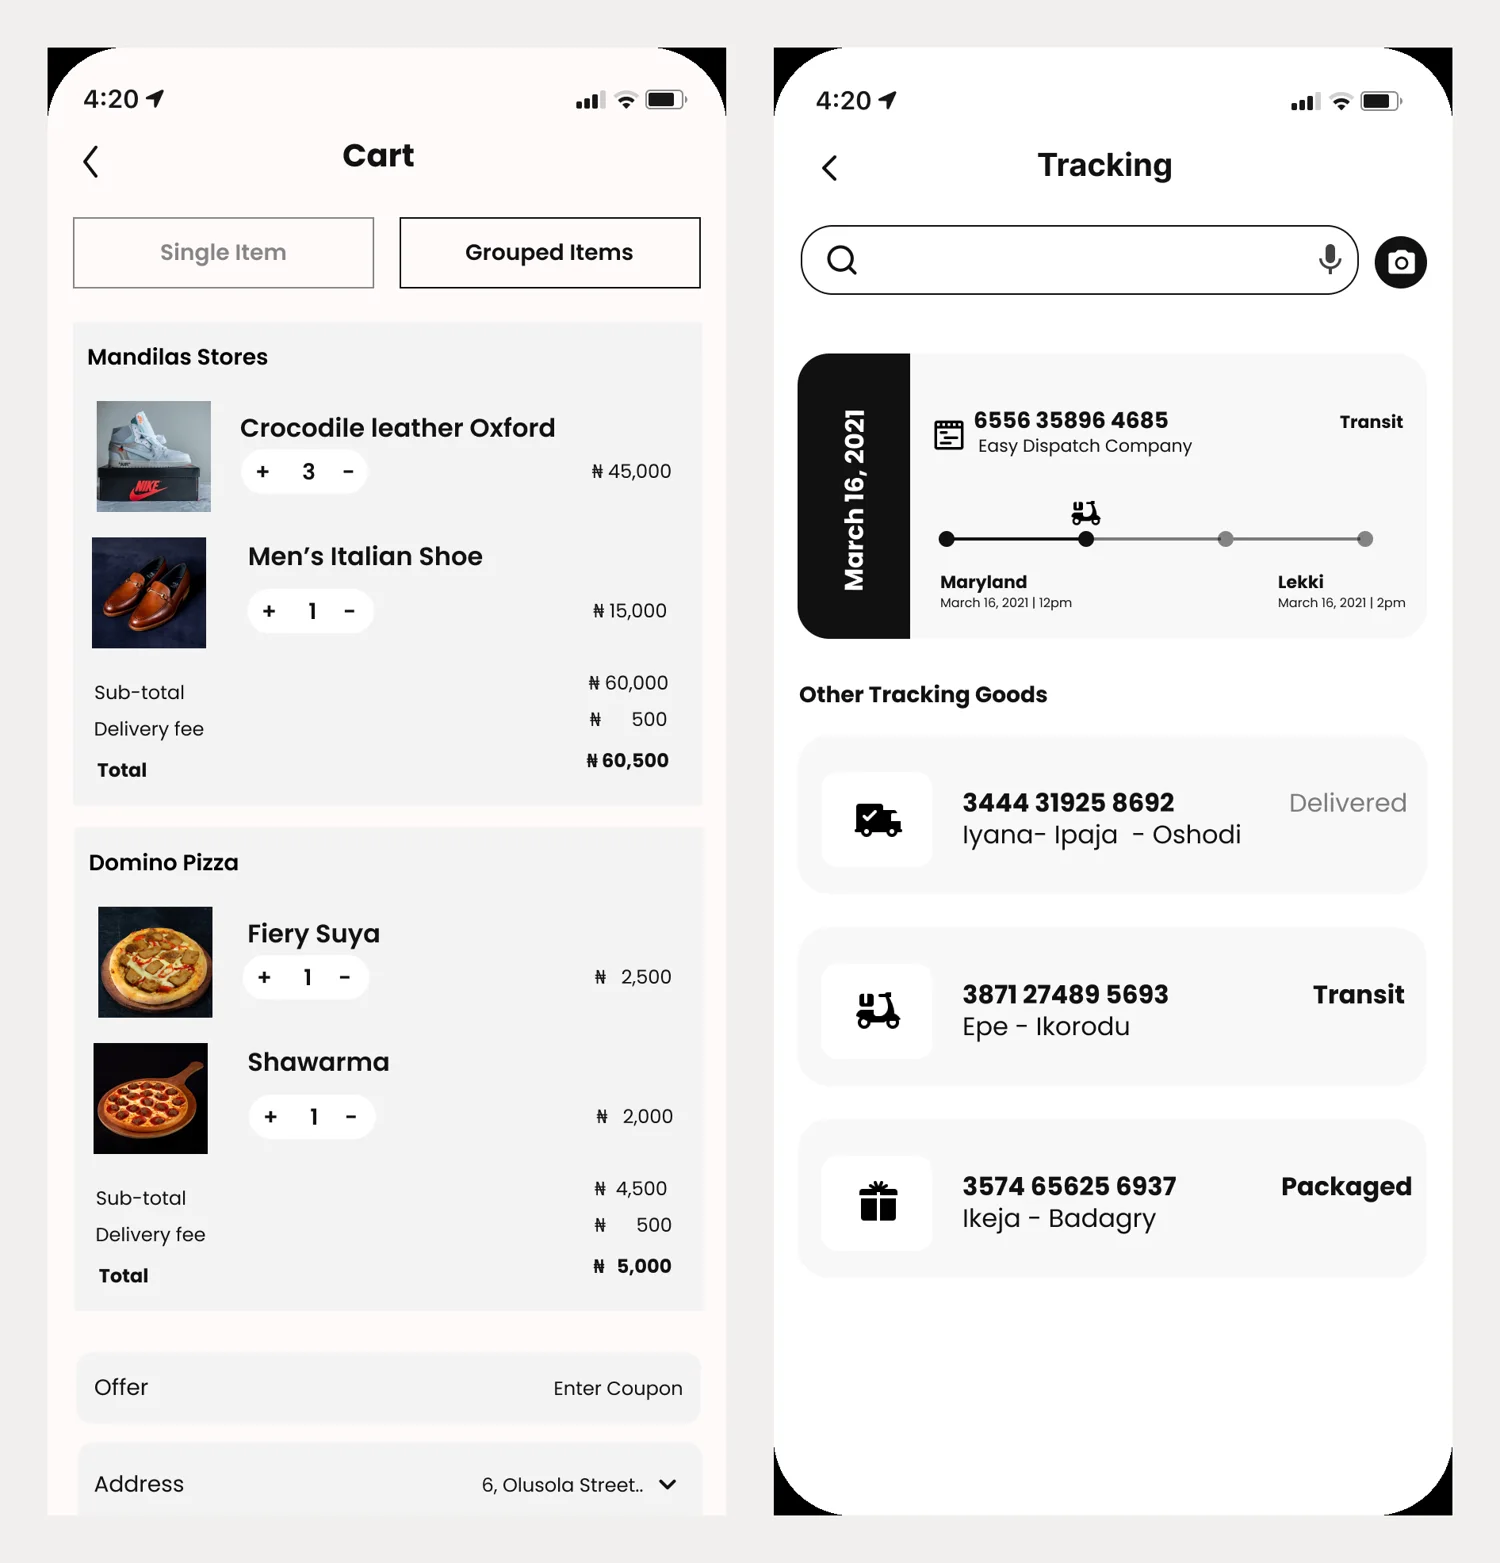 4:20
Cart
Single Item
Grouped Items
Mandilas Stores
Crocodile leather Oxford
+ 3 -
₦ 45,000
NIKE
Men’s Italian Shoe
+ 1 -
₦ 15,000
Sub-total ₦ 60,000
Delivery fee ₦ 500
Total ₦ 60,500
Domino Pizza
Fiery Suya
+ 1 -
₦ 2,500
Shawarma
+ 1 -
₦ 2,000
Sub-total ₦ 4,500
Delivery fee ₦ 500
Total ₦ 5,000
Offer Enter Coupon
Address 6, Olusola Street..
4:20
Tracking
March 16, 2021
6556 35896 4685
Transit
Easy Dispatch Company
Maryland
March 16, 2021 | 12pm
Lekki
March 16, 2021 | 2pm
Other Tracking Goods
3444 31925 8692
Delivered
Iyana- Ipaja - Oshodi
3871 27489 5693
Transit
Epe - Ikorodu
3574 65625 6937
Packaged
Ikeja - Badagry